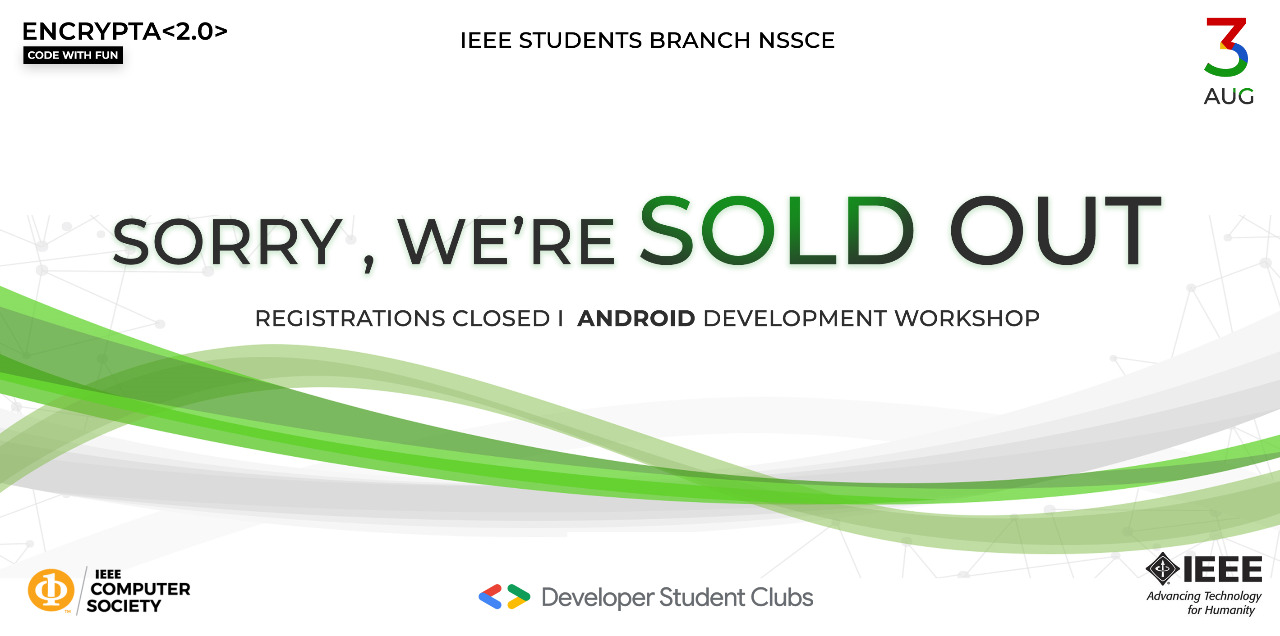 ENCRYPTA<2.0>
CODE WITH FUN
IEEE STUDENTS BRANCH NSSCE
3
AUG
SORRY , WE’RE SOLD OUT
REGISTRATIONS CLOSED I ANDROID DEVELOPMENT WORKSHOP
IEEE
COMPUTER
SOCIETY
TM
Developer Student Clubs
IEEE
Advancing Technology
for Humanity